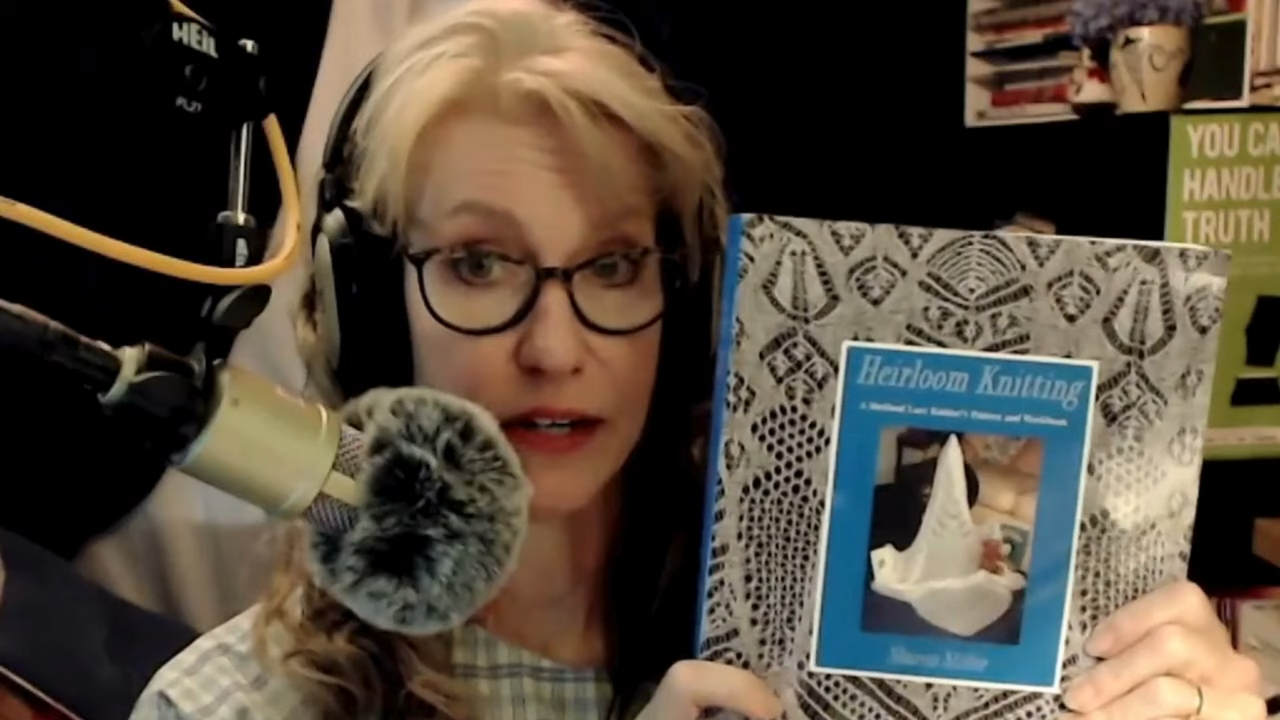 HEIL
YOU CA
HANDLE
TRUTH
Heirloom Knitting
A Shetland Lace Knitter's Pattern and Workbook
Sharon Miller